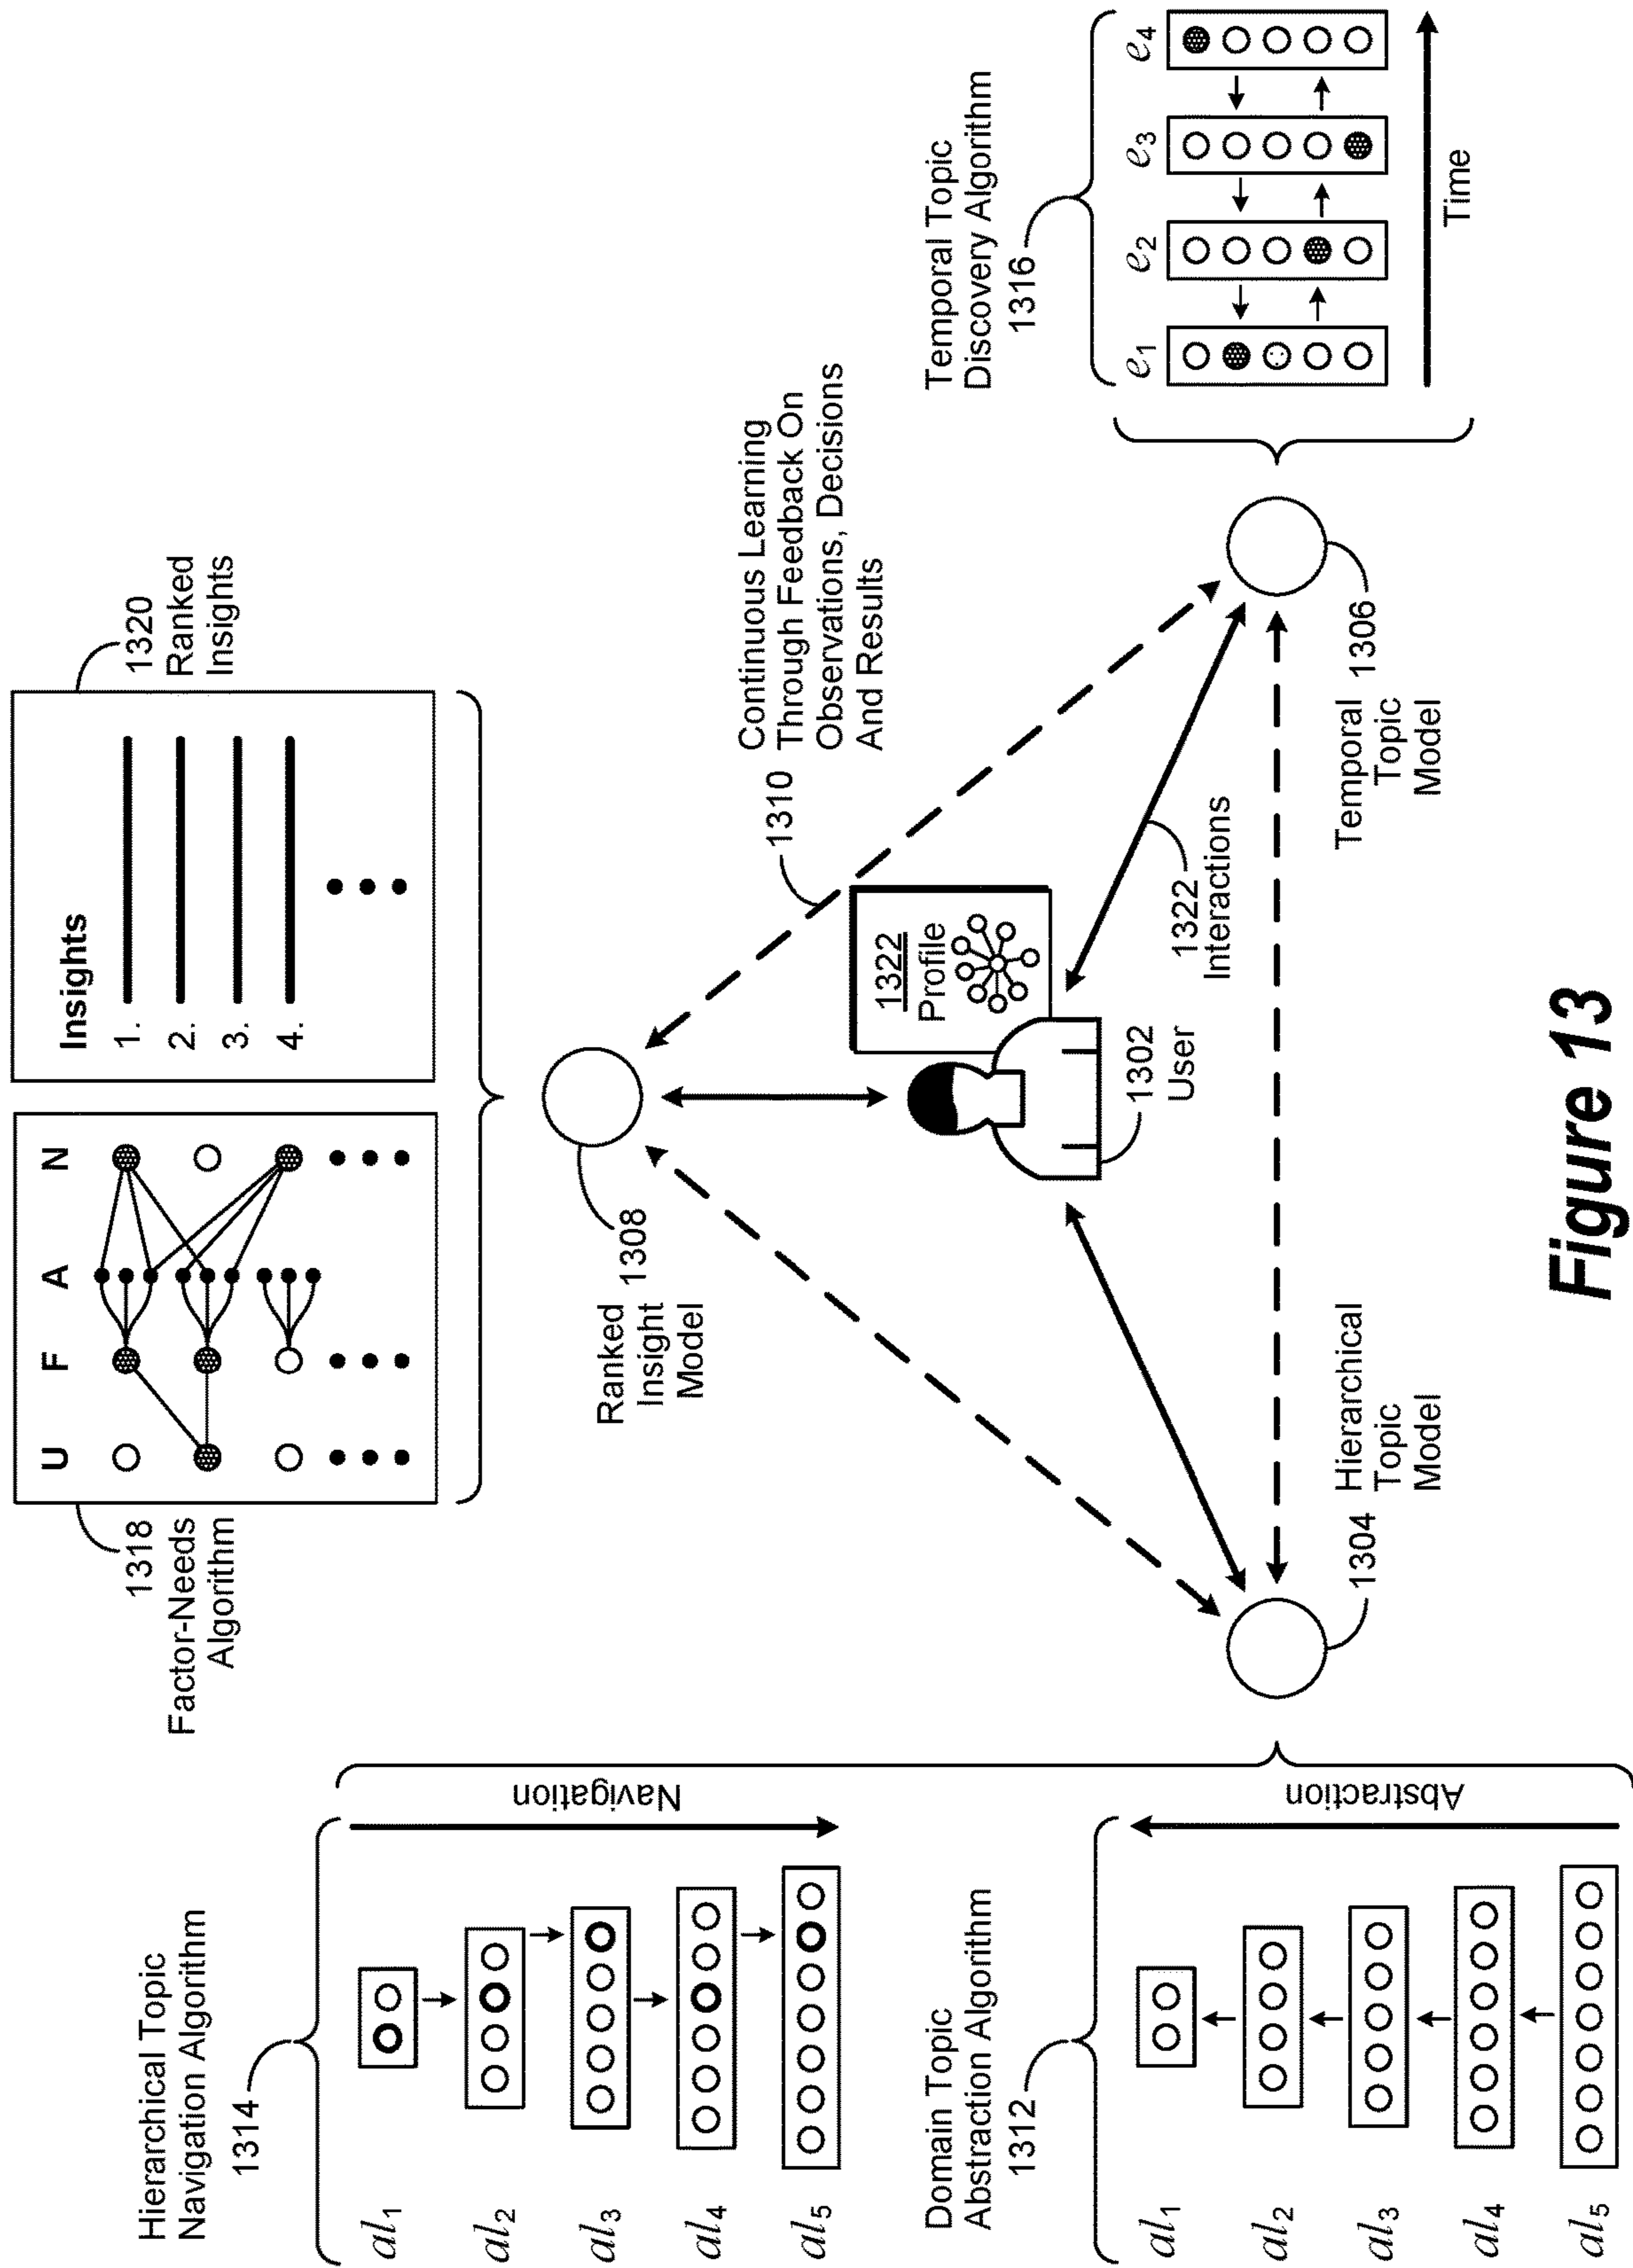 1318
Factor-Needs
Algorithm
U F A N
Insights
1.
2.
3.
4.
1320
Ranked
Insights
Hierarchical Topic
Navigation Algorithm
1314
al1
al2
al3
al4
al5
Navigation
Ranked
Insight 1308
Model
1310 Continuous Learning
Through Feedback On
Observations, Decisions
And Results
1322
Profile
1302
User
1322
Interactions
Temporal Topic
Discovery Algorithm
1316
e1 e2 e3 e4
Time
Domain Topic
Abstraction Algorithm
1312
al1
al2
al3
al4
al5
Abstraction
1304 Hierarchical
Topic
Model
Temporal 1306
Topic
Model
Figure 13